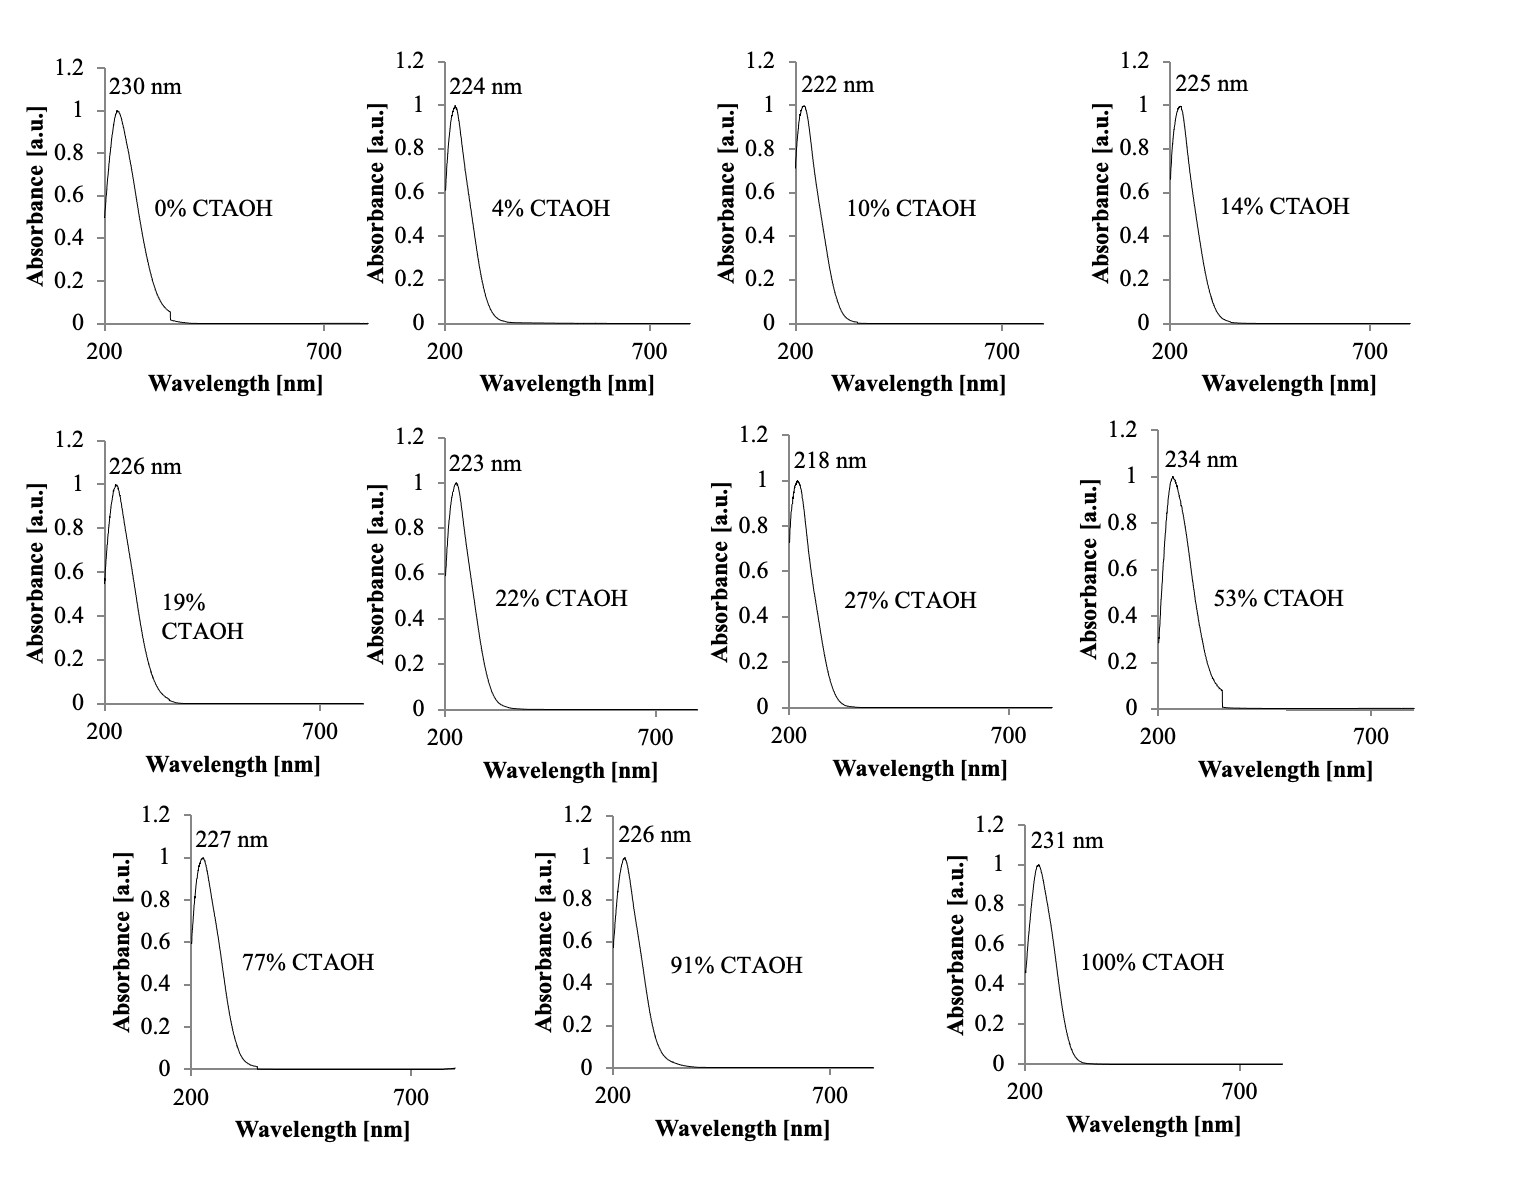 1.2
230 nm
1
0.8
0.6
0% CTAOH
0.4
0.2
0
200 700
Absorbance [a.u.]
Wavelength [nm]
1.2
224 nm
1
0.8
0.6
4% CTAOH
0.4
0.2
0
200 700
Absorbance [a.u.]
Wavelength [nm]
1.2
222 nm
1
0.8
0.6
10% CTAOH
0.4
0.2
0
200 700
Absorbance [a.u.]
Wavelength [nm]
1.2
225 nm
1
0.8
0.6
14% CTAOH
0.4
0.2
0
200 700
Absorbance [a.u.]
Wavelength [nm]
1.2
226 nm
1
0.8
0.6
19%
CTAOH
0.4
0.2
0
200 700
Absorbance [a.u.]
Wavelength [nm]
1.2
223 nm
1
0.8
0.6
22% CTAOH
0.4
0.2
0
200 700
Absorbance [a.u.]
Wavelength [nm]
1.2
218 nm
1
0.8
0.6
27% CTAOH
0.4
0.2
0
200 700
Absorbance [a.u.]
Wavelength [nm]
1.2
234 nm
1
0.8
0.6
53% CTAOH
0.4
0.2
0
200 700
Absorbance [a.u.]
Wavelength [nm]
1.2
227 nm
1
0.8
0.6
77% CTAOH
0.4
0.2
0
200 700
Absorbance [a.u.]
Wavelength [nm]
1.2
226 nm
1
0.8
0.6
91% CTAOH
0.4
0.2
0
200 700
Absorbance [a.u.]
Wavelength [nm]
1.2
231 nm
1
0.8
0.6
100% CTAOH
0.4
0.2
0
200 700
Absorbance [a.u.]
Wavelength [nm]